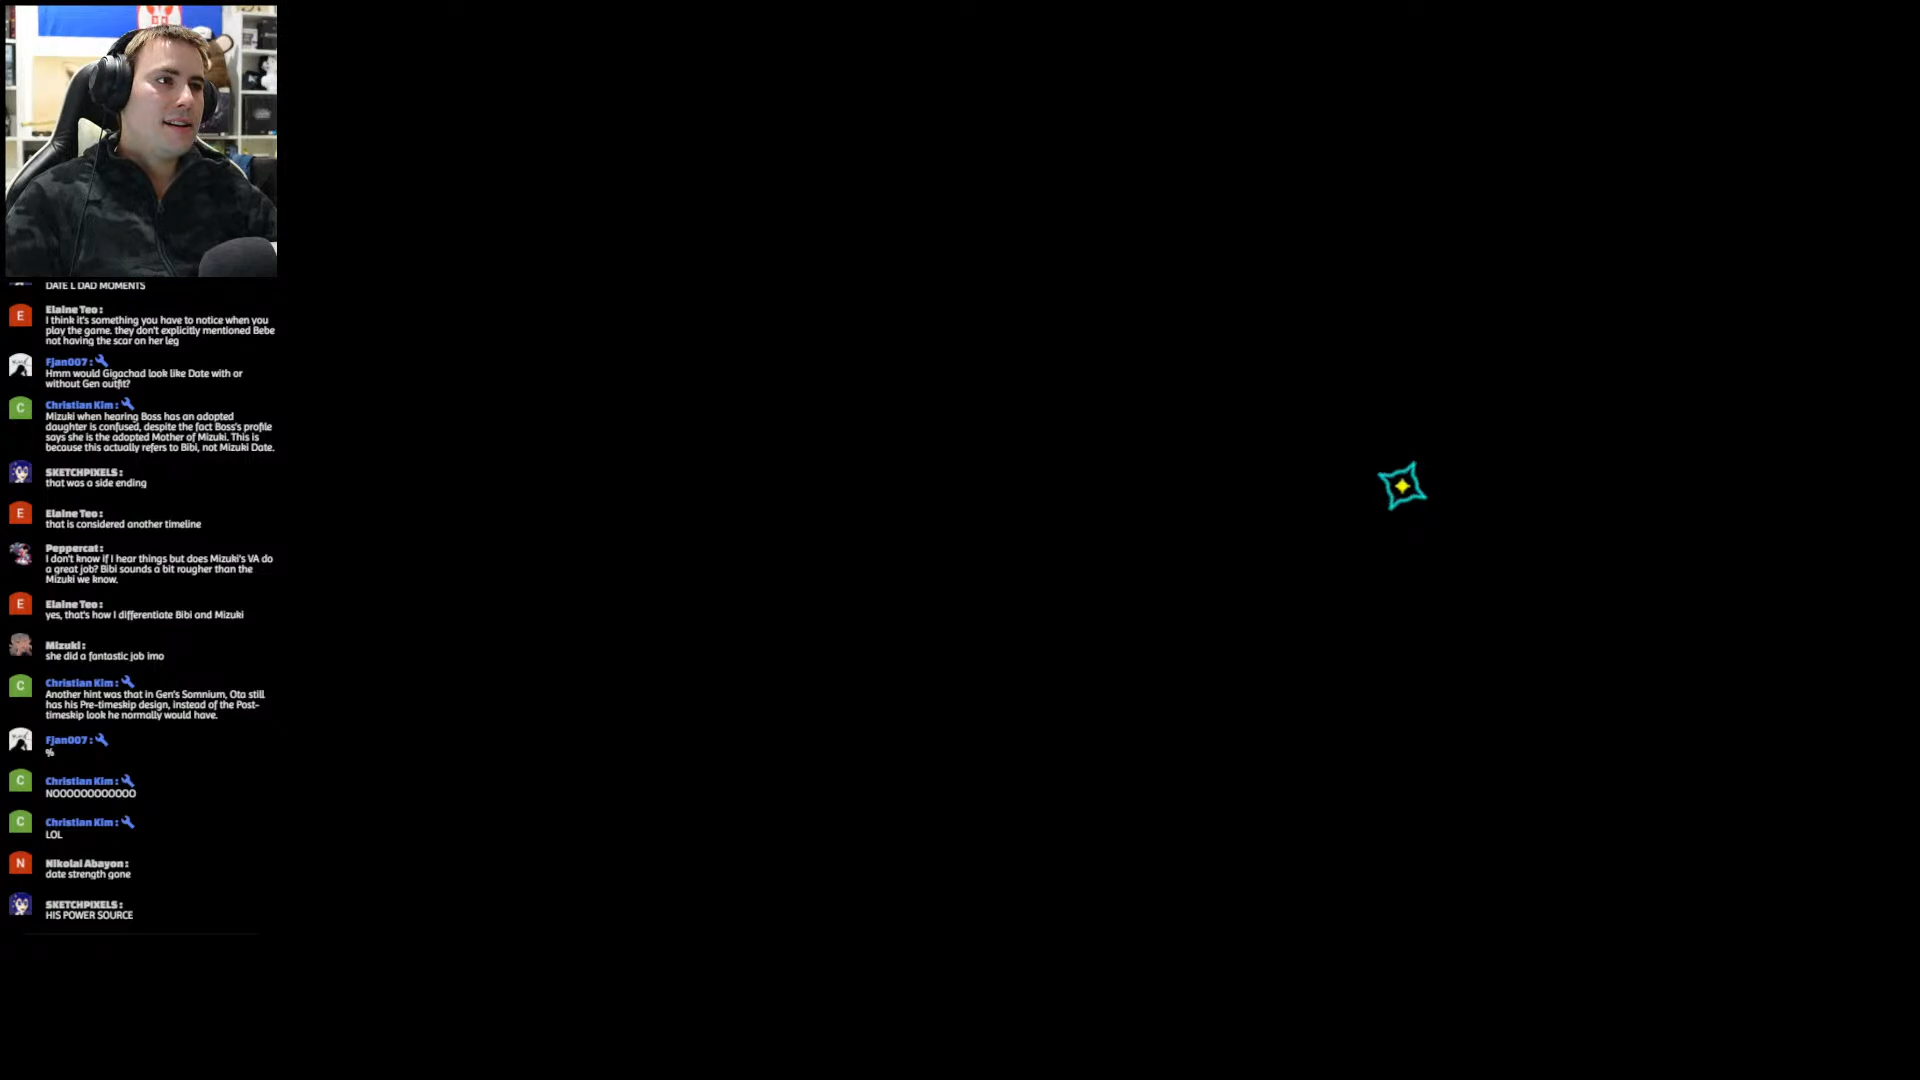 DATE L DAD MOMENTS
E
Elaine Teo :
I think it's something you have to notice when you
play the game. they don't explicitly mentioned Bebe
not having the scar on her leg
Fjan007 :
Hmm would Gigachad look like Date with or
without Gen outfit?
C
Christian Kim :
Mizuki when hearing Boss has an adopted
daughter is confused, despite the fact Boss's profile
says she is the adopted Mother of Mizuki. This is
because this actually refers to Bibi, not Mizuki Date.
SKETCHPIXELS :
that was a side ending
E
Elaine Teo :
that is considered another timeline
Peppercat :
I don't know if I hear things but does Mizuki's VA do
a great job? Bibi sounds a bit rougher than the
Mizuki we know.
E
Elaine Teo :
yes, that's how I differentiate Bibi and Mizuki
Mizuki :
she did a fantastic job imo
C
Christian Kim :
Another hint was that in Gen's Somnium, Ota still
has his Pre-timeskip design, instead of the Post-
timeskip look he normally would have.
Fjan007 :
%
C
Christian Kim :
NOOOOOOOOOOOO
C
Christian Kim :
LOL
N
Nikolai Abayon :
date strength gone
SKETCHPIXELS :
HIS POWER SOURCE